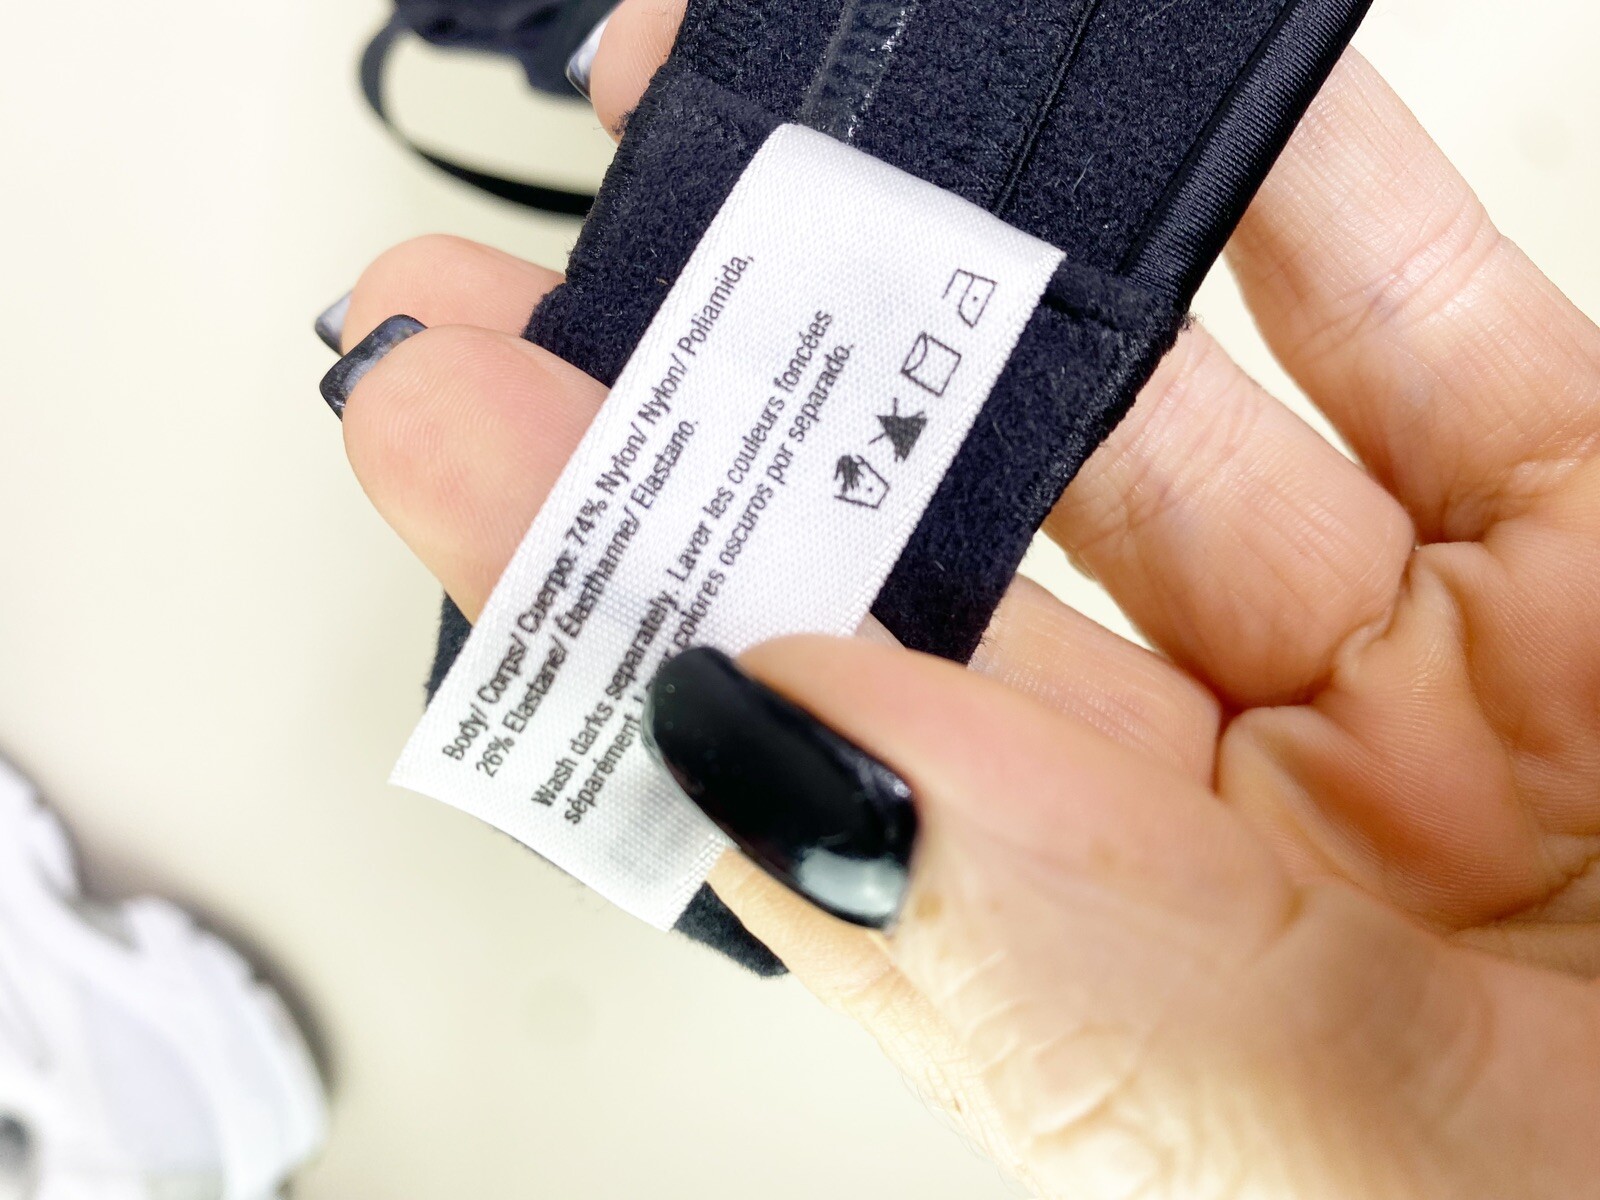 Body/ Corps/ Cuerpo: 74% Nylon/ Nylon/ Poliamida,
26% Elastane/ Élasthanne/ Elastano.
Wash darks separately. Laver les couleurs foncées
séparément. colores oscuros por separado.